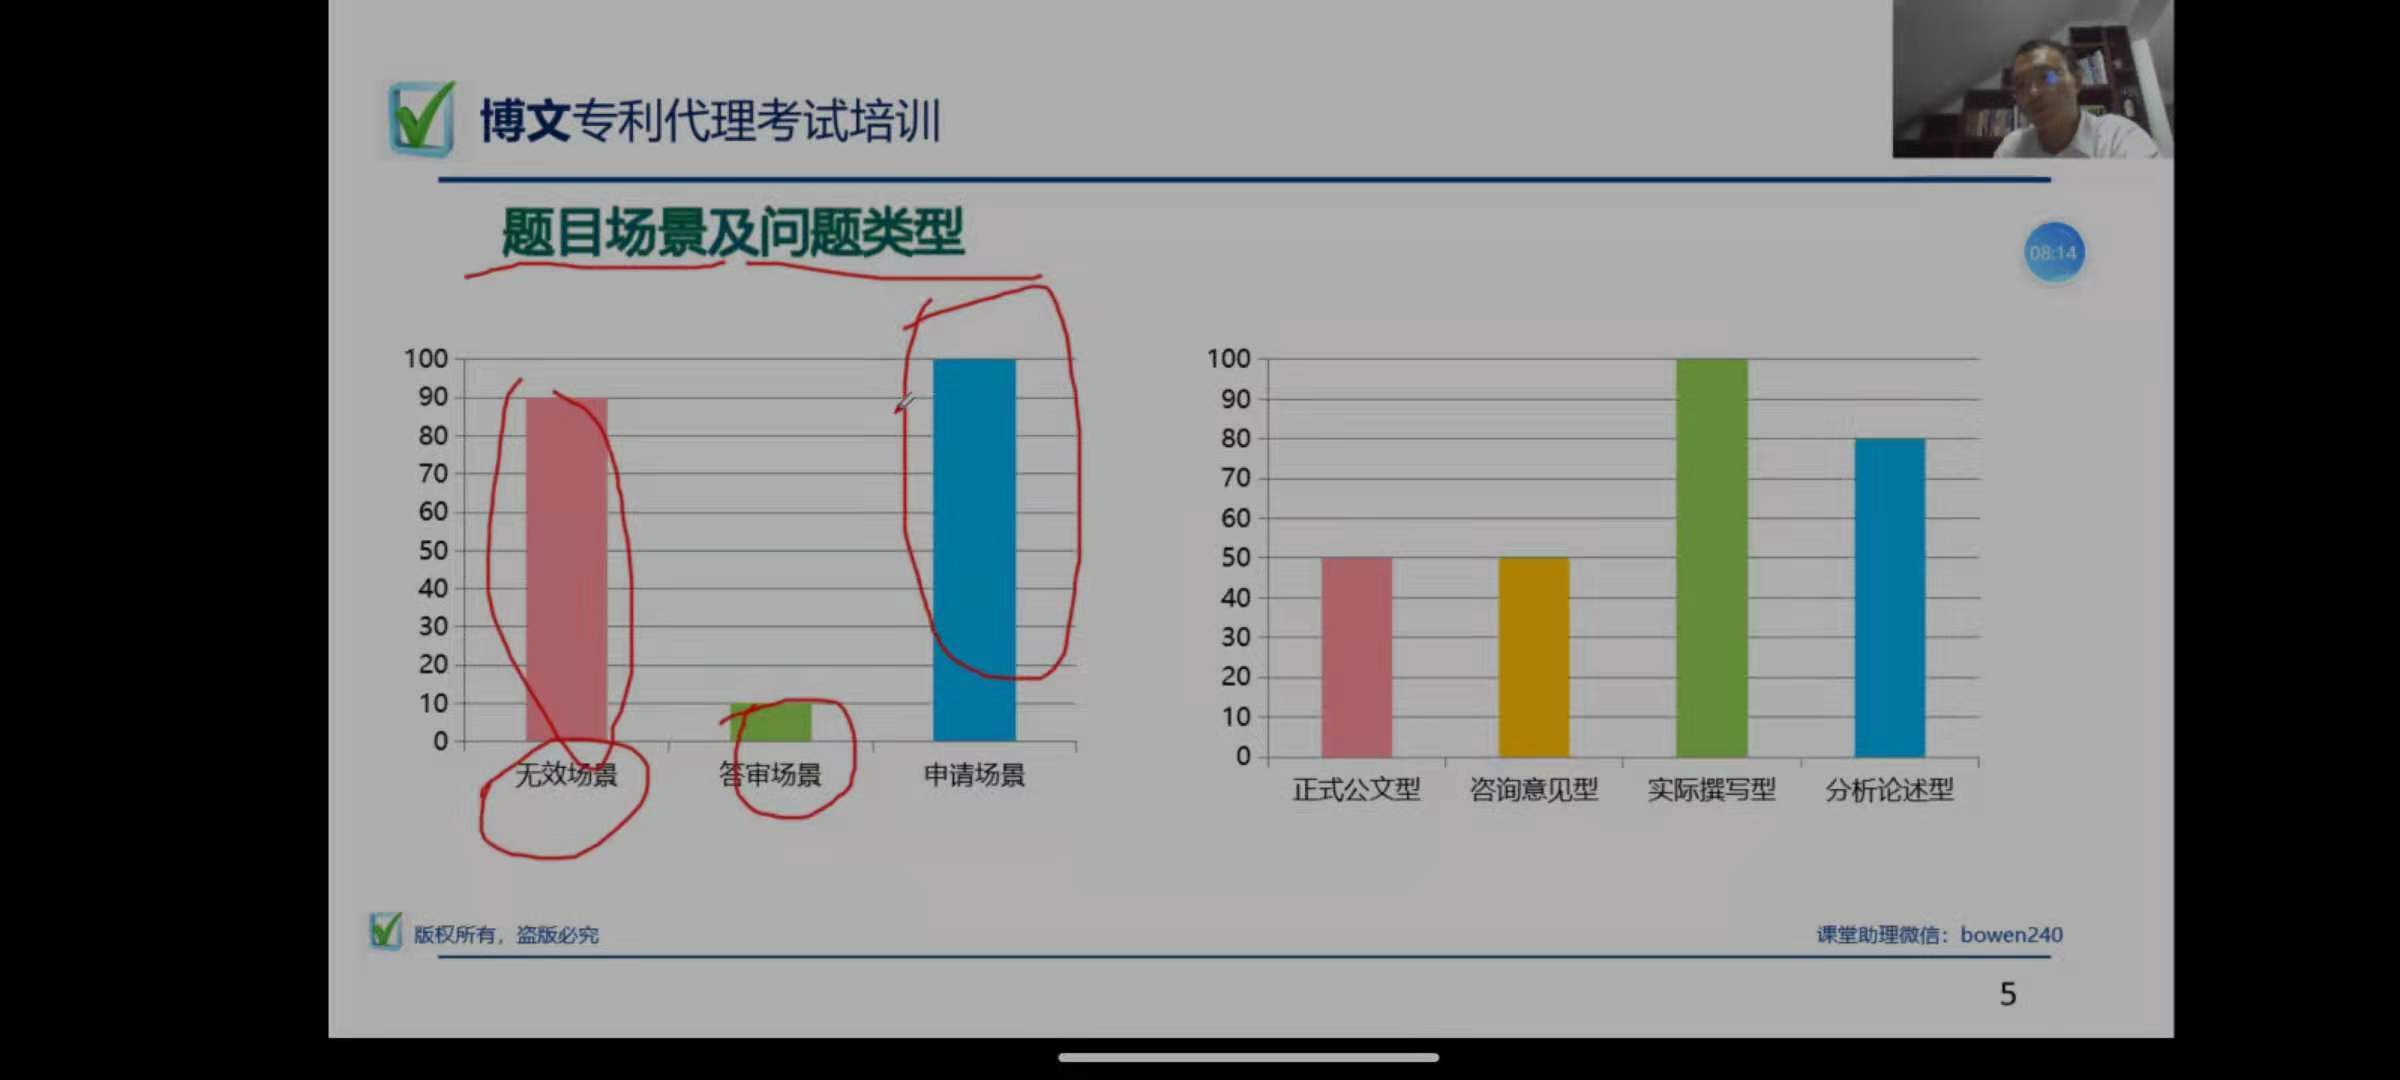 博文专利代理考试培训
题目场景及问题类型
08:14
100
90
80
70
60
50
40
30
20
10
0
无效场景
答审场景
申请场景
100
90
80
70
60
50
40
30
20
10
0
正式公文型
咨询意见型
实际撰写型
分析论述型
版权所有，盗版必究
课堂助理微信：bowen240
5